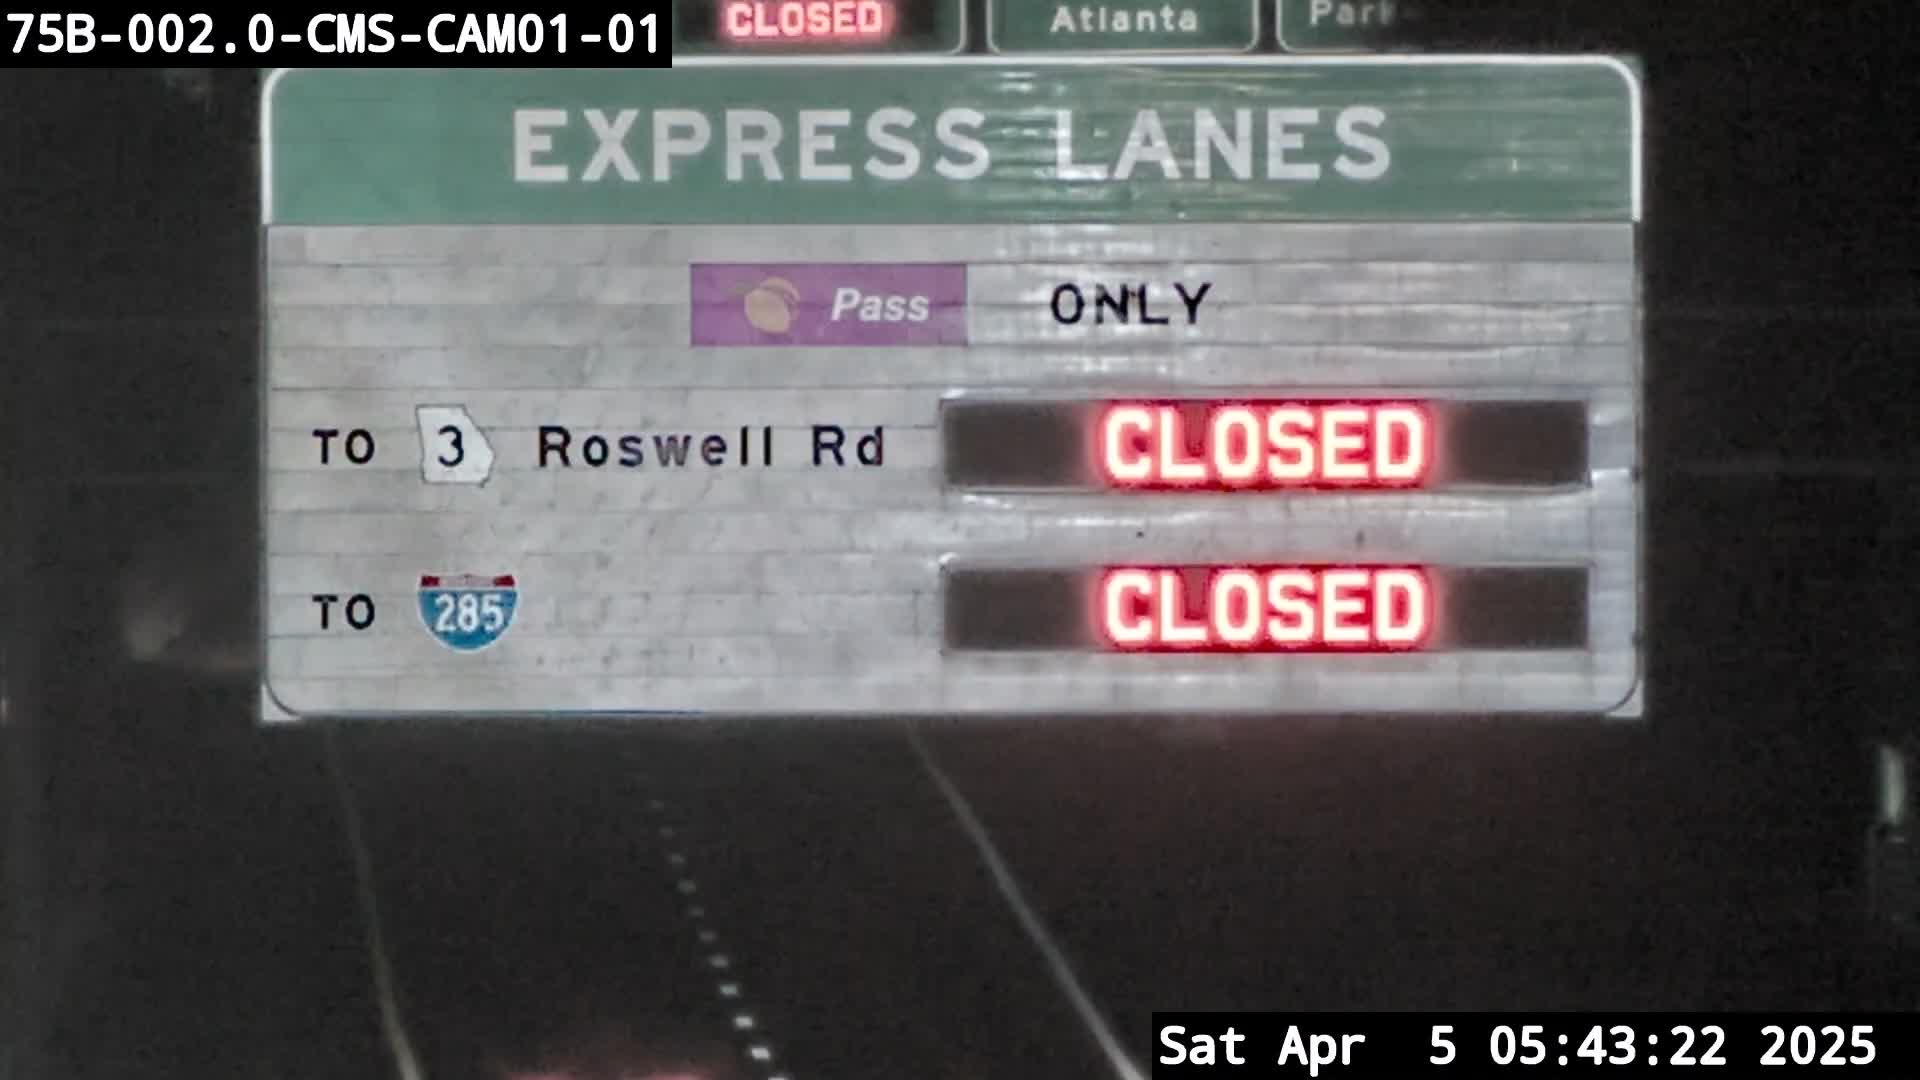 75B-002.0-CMS-CAM01-01
CLOSED
Atlanta
EXPRESS LANES
Pass ONLY
TO 3 Roswell Rd CLOSED
TO 285 CLOSED
Sat Apr 5 05:43:22 2025